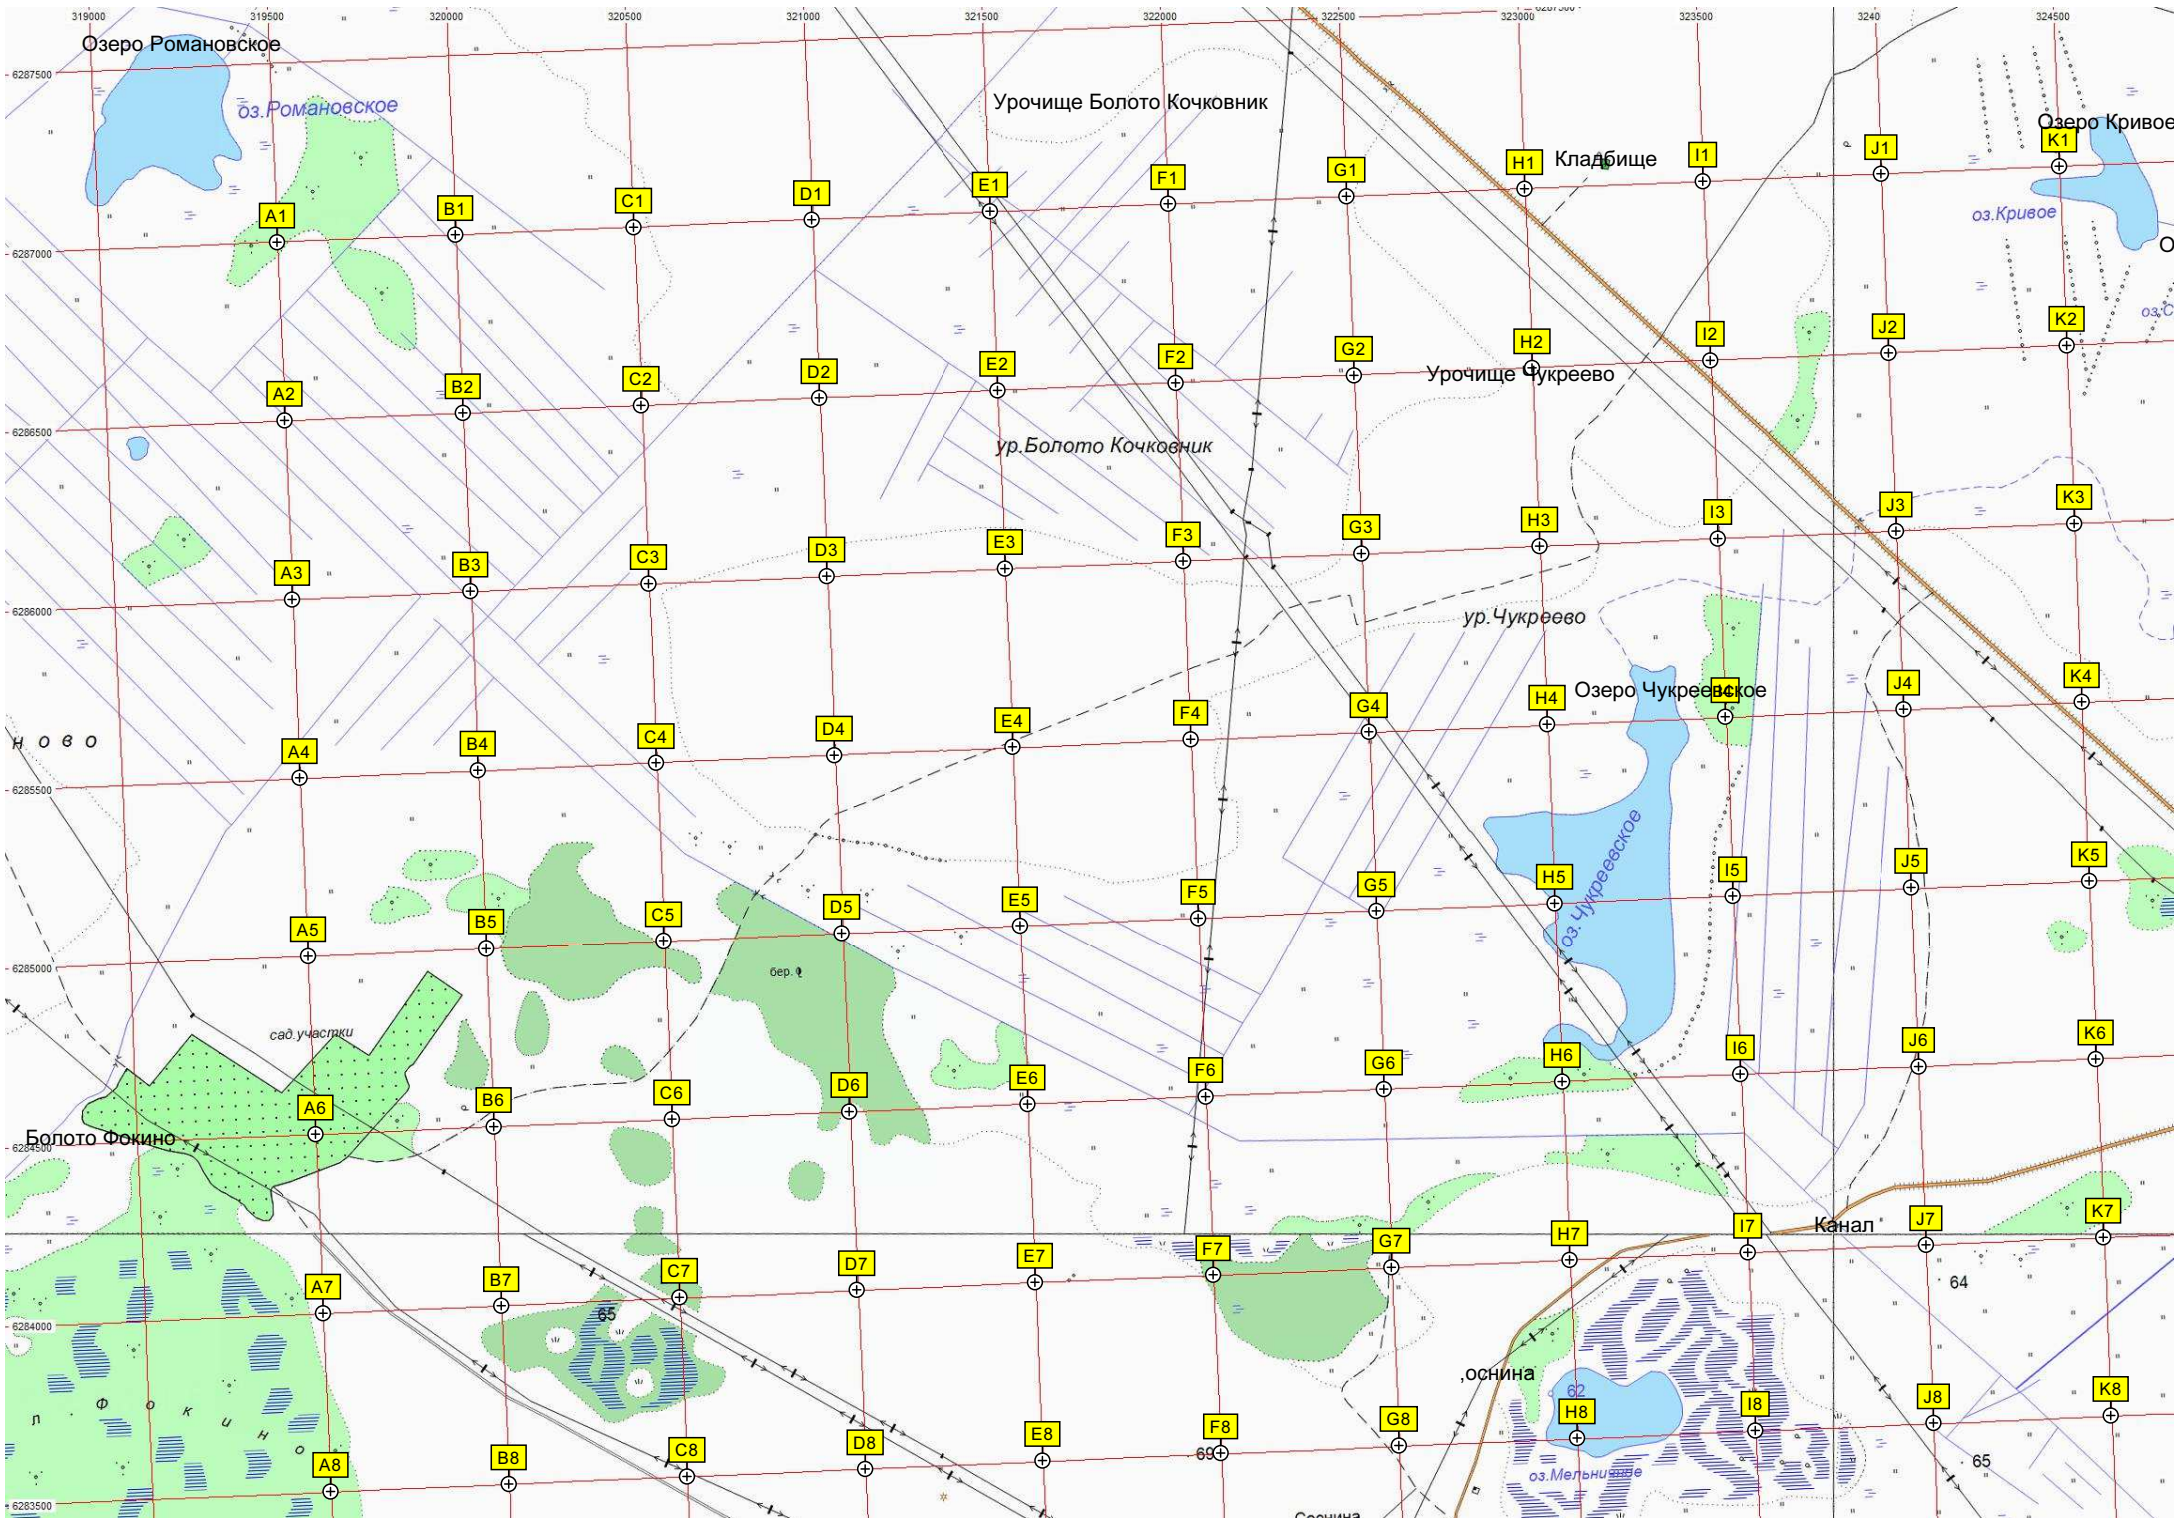 319000 319500 320000 320500 321000 321500 322000 322500 323000 323500 3240 324500
Озеро Романовское
6287500
оз.Романовское
Урочище Болото Кочковник
Озеро Кривое
Кладбище
A1 B1 C1 D1 E1 F1 G1 H1 I1 J1 K1
оз.Кривое
6287000
A2 B2 C2 D2 E2 F2 G2 H2 I2 J2 K2
Урочище Чукреево
6286500
ур.Болото Кочковник
A3 B3 C3 D3 E3 F3 G3 H3 I3 J3 K3
6286000
ур.Чукреево
Озеро Чукреевское
A4 B4 C4 D4 E4 F4 G4 H4 I4 J4 K4
н о в о
6285500
оз. Чукреевское
A5 B5 C5 D5 E5 F5 G5 H5 I5 J5 K5
6285000
бер.
сад.участки
A6 B6 C6 D6 E6 F6 G6 H6 I6 J6 K6
Болото Фокино
6284500
Канал
A7 B7 C7 D7 E7 F7 G7 H7 I7 J7 K7
64
65
6284000
оснина
62
л . Ф о к и н о
A8 B8 C8 D8 E8 F8 G8 H8 I8 J8 K8
69
65
оз.Мельничное
6283500